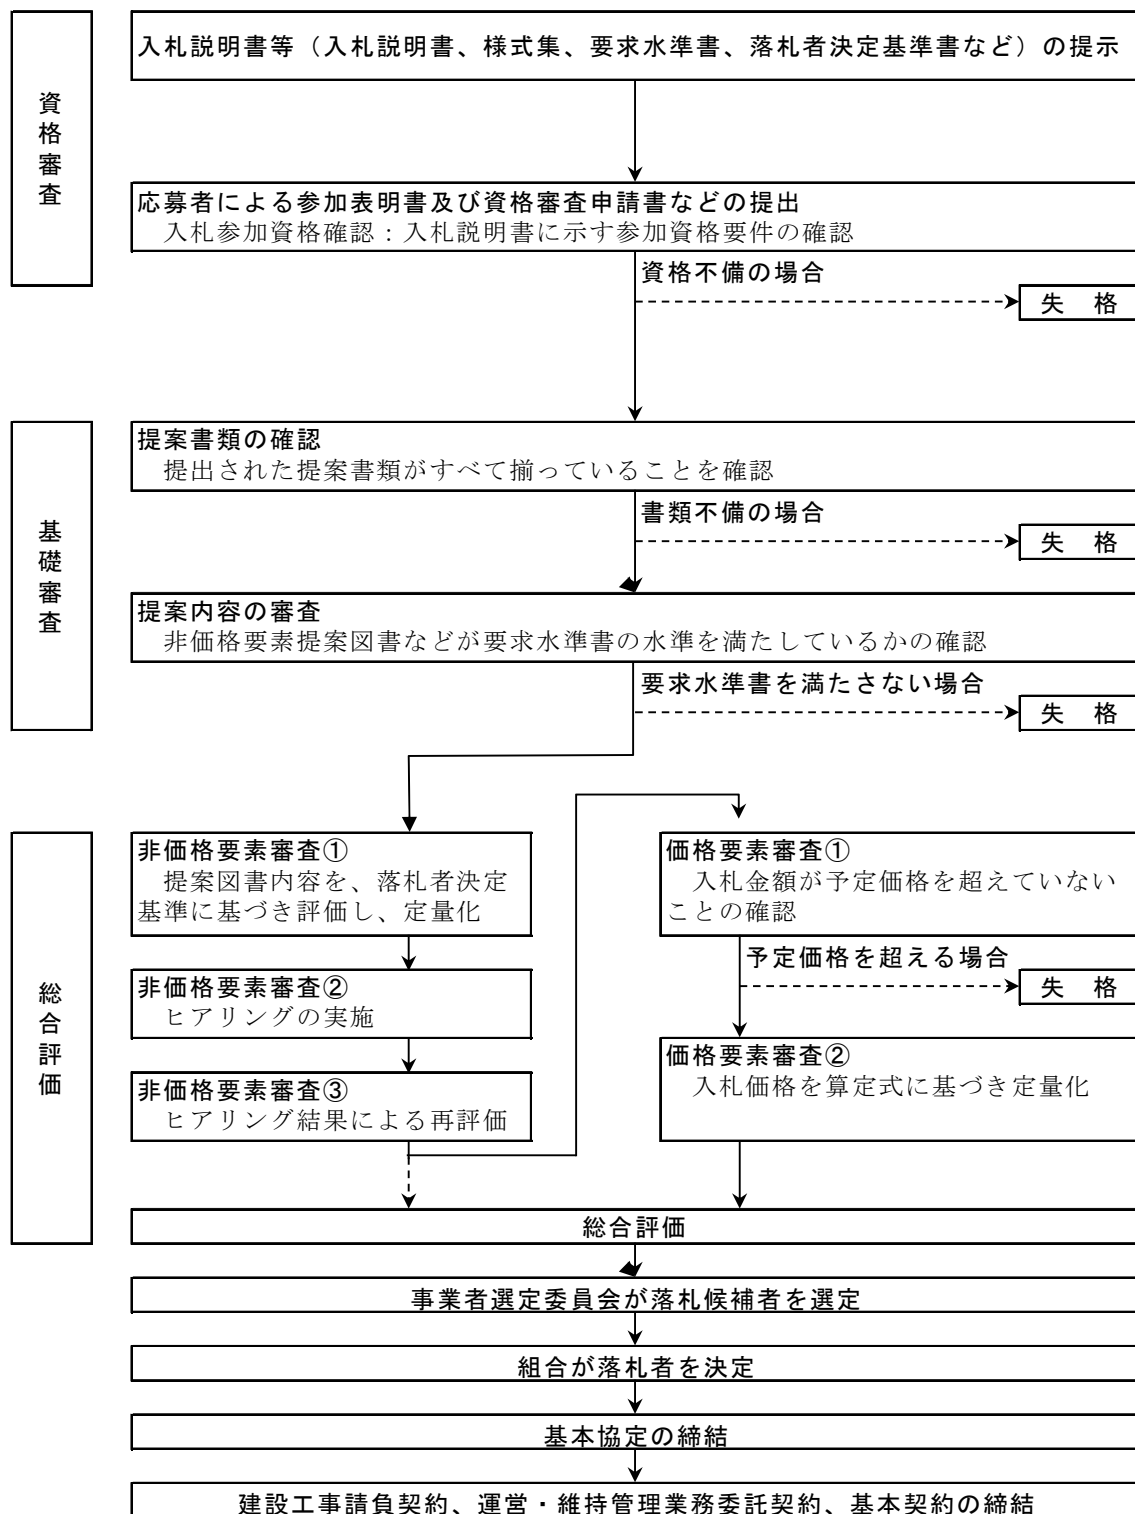 入札説明書等（入札説明書、様式集、要求水準書、落札者決定基準書など）の提示
資格審査
応募者による参加表明書及び資格審査申請書などの提出
入札参加資格確認：入札説明書に示す参加資格要件の確認
資格不備の場合
失　格
基礎審査
提案書類の確認
提出された提案書類がすべて揃っていることを確認
書類不備の場合
失　格
提案内容の審査
非価格要素提案図書などが要求水準書の水準を満たしているかの確認
要求水準書を満たさない場合
失　格
総合評価
非価格要素審査①
提案図書内容を、落札者決定
基準に基づき評価し、定量化
非価格要素審査②
ヒアリングの実施
非価格要素審査③
ヒアリング結果による再評価
価格要素審査①
入札金額が予定価格を超えていない
ことの確認
予定価格を超える場合
失　格
価格要素審査②
入札価格を算定式に基づき定量化
総合評価
事業者選定委員会が落札候補者を選定
組合が落札者を決定
基本協定の締結
建設工事請負契約、運営・維持管理業務委託契約、基本契約の締結